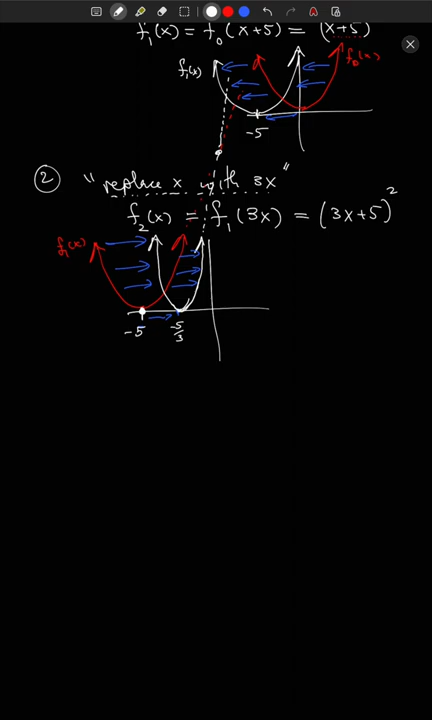 f₁(x) = f₀(x+5) = (x+5)
f₁(x)
f₀(x)
-5
② "replace x with 3x"
f₂(x) = f₁(3x) = (3x+5)²
f₁(x)
-5
-5/3